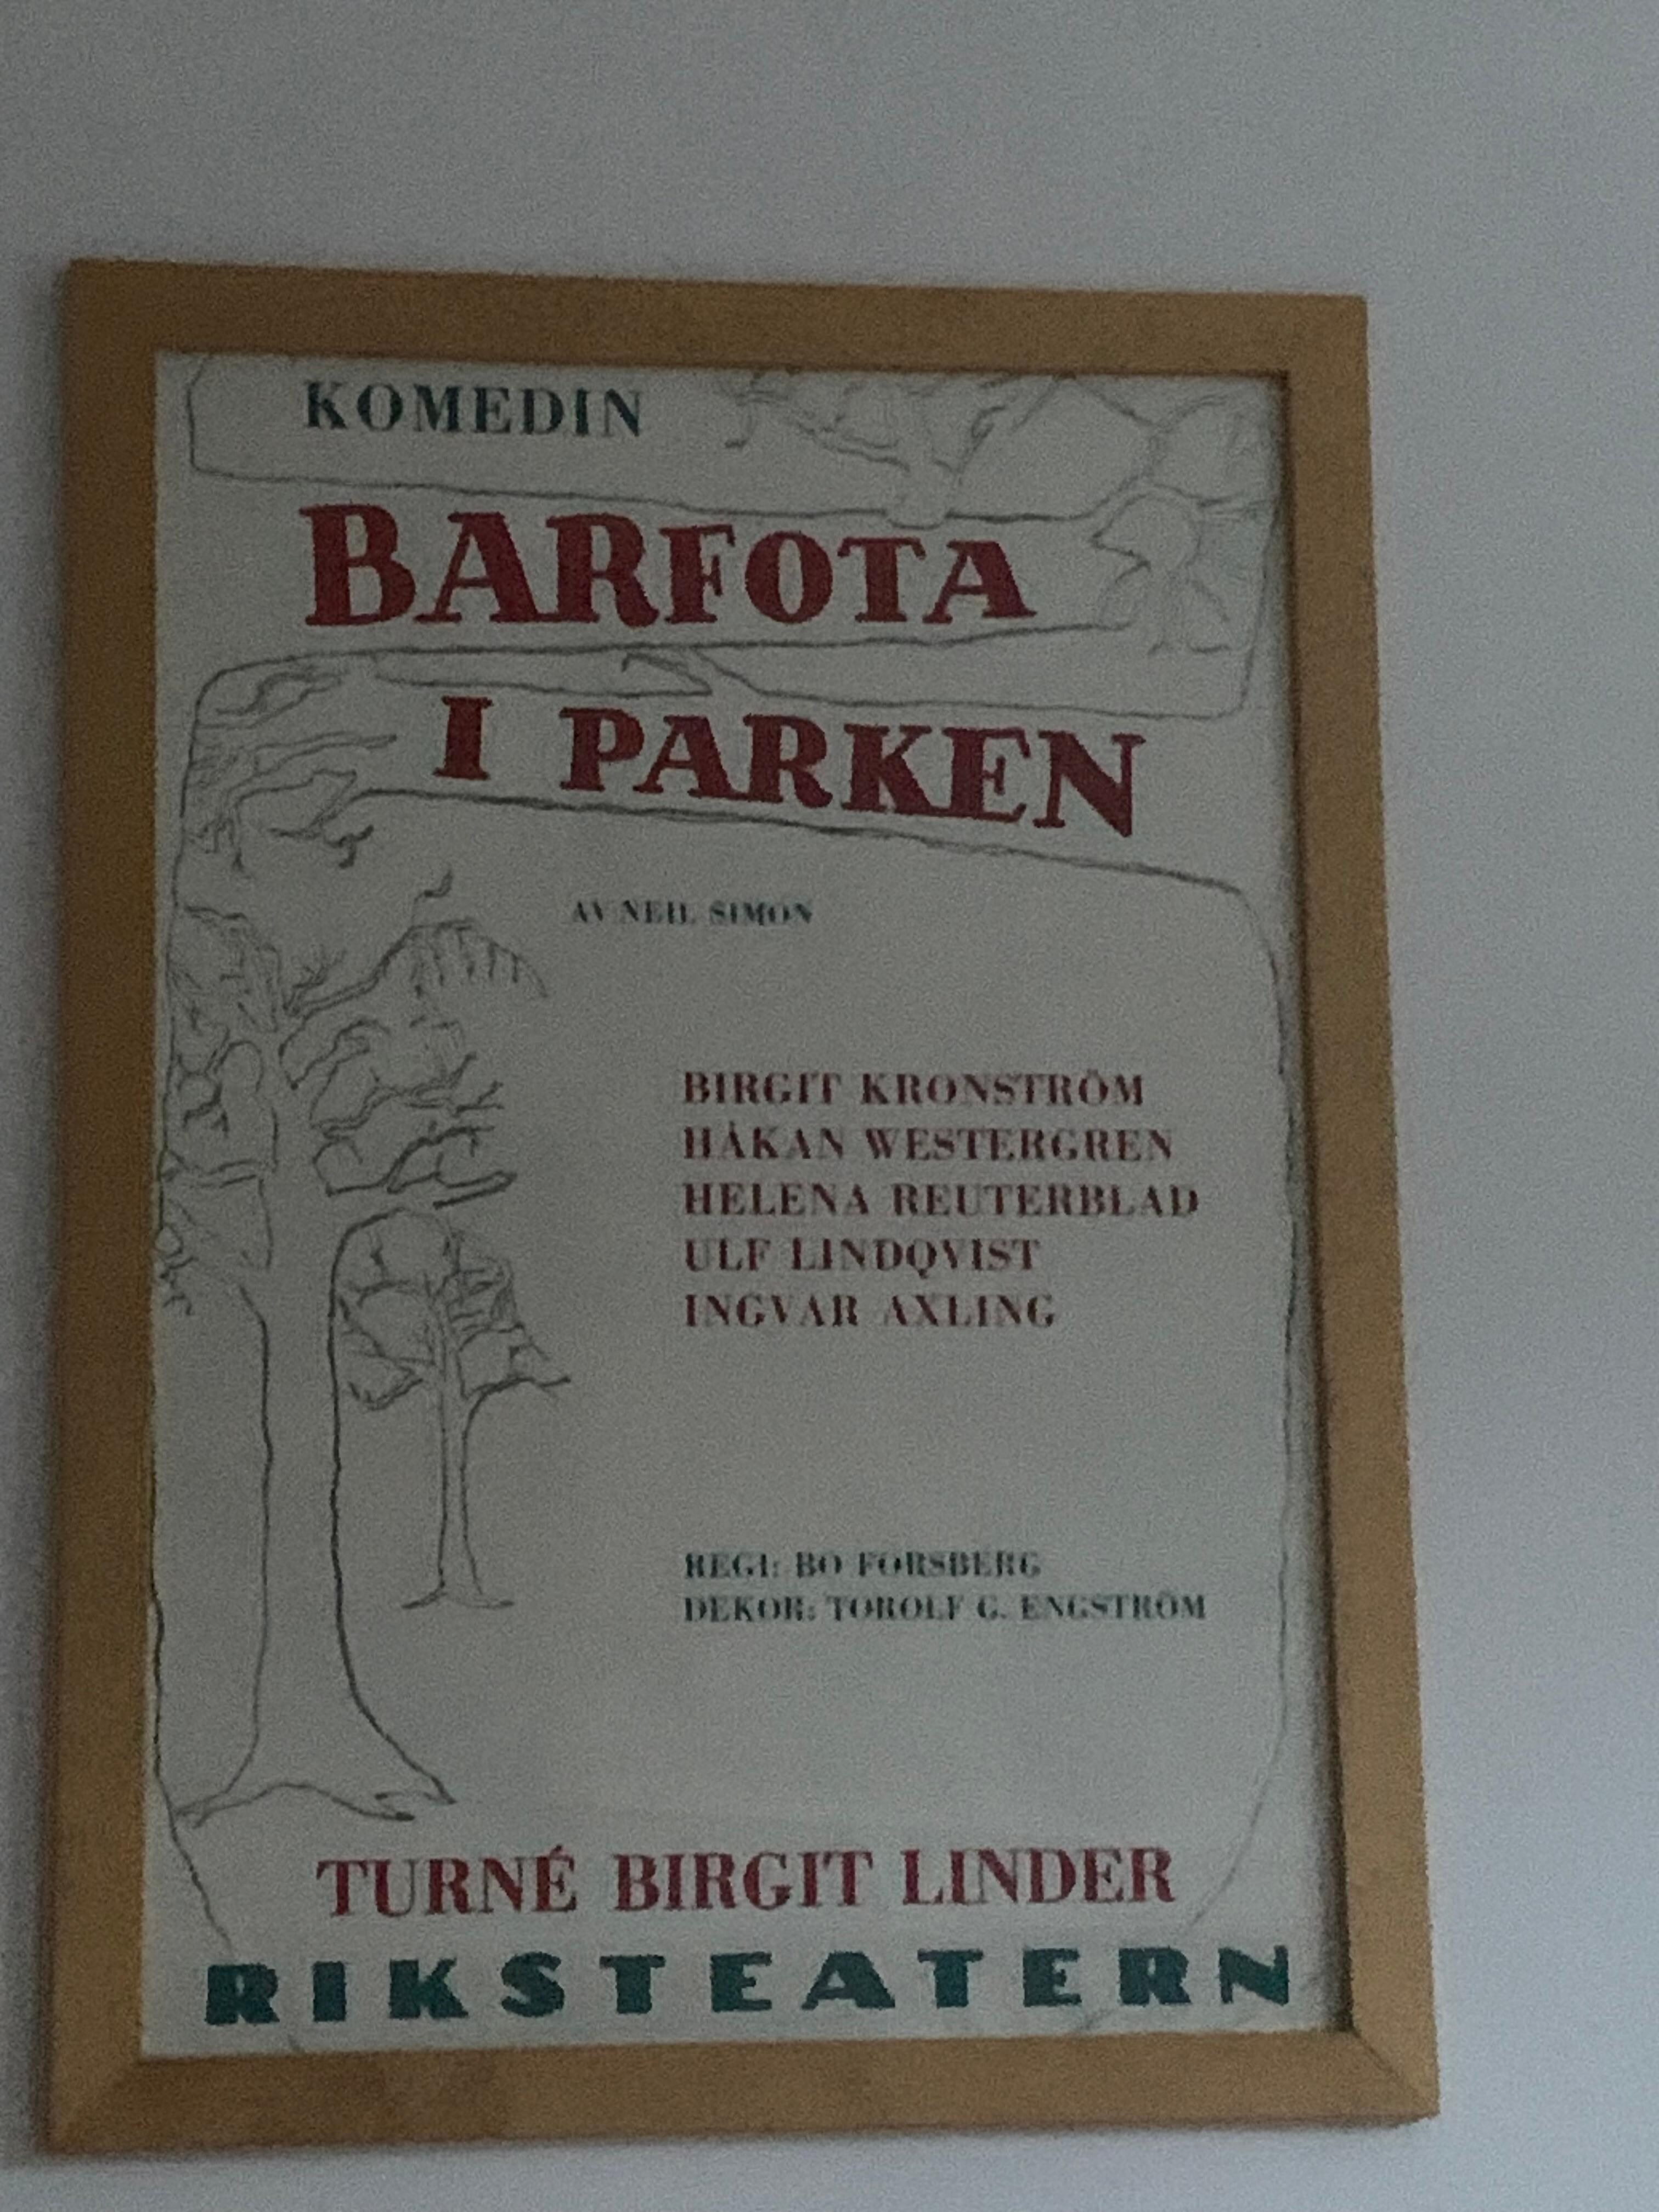 KOMEDIN
BARFOTA
I PARKEN
AV NEIL SIMON
BIRGIT KRONSTRÖM
HÅKAN WESTERGREN
HELENA REUTERBLAD
ULF LINDQVIST
INGVAR AXLING
REGI: BO FORSBERG
DEKOR: TOROLF G. ENGSTRÖM
TURNÉ BIRGIT LINDER
RIKSTEATERN